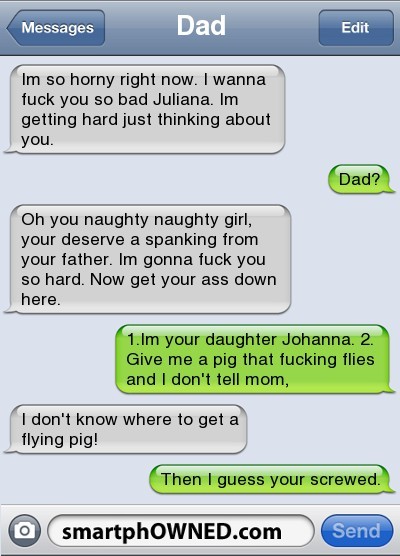 Messages
Dad
Edit
Im so horny right now. I wanna
fuck you so bad Juliana. Im
getting hard just thinking about
you.
Dad?
Oh you naughty naughty girl,
your deserve a spanking from
your father. Im gonna fuck you
so hard. Now get your ass down
here.
1.Im your daughter Johanna. 2.
Give me a pig that fucking flies
and I don't tell mom,
I don't know where to get a
flying pig!
Then I guess your screwed.
smartphOWNED.com
Send